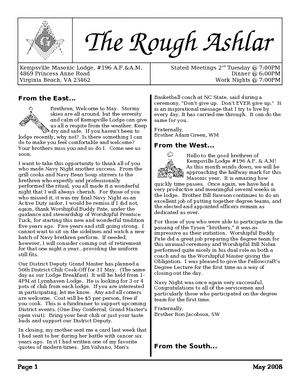 The Rough Ashlar
Kempsville Masonic Lodge, #196 A.F.&A.M.
4869 Princess Anne Road
Virginia Beach, VA 23462
Stated Meetings 2nd Tuesday @ 7:00PM
Dinner @ 6:00PM
Work Nights @ 7:00PM
From the East...
Brethren, Welcome to May. Stormy
skies are all around, but the serenity
and calm of Kempsville Lodge can give
us all a respite from the weather. Keep
dry and safe. If you haven't been to
lodge recently, why not? Is there something I can
do to make you feel comfortable and welcome?
Your brothers miss you and so do I. Come see us
soon.
I want to take this opportunity to thank all of you
who made Navy Night another success. From the
grill cooks and Navy Bean Soup stirrers to the
brethren who expertly and professionally
performed the ritual, you all made it a wonderful
night that I will always cherish. For those of you
who missed it, it was my final Navy Night as an
Active Duty sailor. I would be remiss if I did not,
again, thank Worshipful Buddy Pate, under the
guidance and stewardship of Worshipful Prentice
Turk, for starting this new and wonderful tradition
five years ago. Five years and still going strong. I
cannot wait to sit on the sidelines and watch a new
batch of Navy brethren perform. If needed,
however, I will consider coming out of retirement
for that one night a year...providing the uniform
still fits.
Our District Deputy Grand Master has planned a
56th District Chili Cook-Off for 31 May. (The same
day as our Lodge Breakfast) It will be held from 1-
4PM at Lynnhaven Lodge. He is looking for 3 or 4
pots of chili from each lodge. If you are interested
in participating, let me know. Any and all comers
are welcome. Cost will be $5 per person, free if
you cook. This is a fundraiser to support upcoming
District events. (One Day Conferral, Grand Master's
open visit) Bring your best chili or just your taste
buds and support our District Deputy.
In closing, my mother sent me a card last week that
I had sent to her during her battle with cancer six
years ago. In it I had written one of my favorite
quotes of modern times. Jim Valvano, Men's
Basketball coach at NC State, said during a
ceremony, "Don't give up. Don't EVER give up." It
is an inspirational message that I try to live by
every day. It has carried me through. It can do the
same for you.
Fraternally,
Brother Adam Green, WM
From the West...
Hello to the good brethren of
Kempsville Lodge #196 A.F. & A.M!
As this month winds down, we will be
approaching the halfway mark for this
Masonic year. It is amazing how
quickly time passes. Once again, we have had a
very productive and meaningful several weeks in
the lodge. Brother Bill Rawson continues to do an
excellent job of putting together degree teams, and
the elected and appointed officers remain as
dedicated as ever.
For those of you who were able to participate in the
passing of the Tysen "brothers," it was as
impressive as their initiation. Worshipful Buddy
Pate did a great job preparing the degree team for
this unusual ceremony and Worshipful Bill Nolan
performed quite nicely in his dual role as both a
coach and as the Worshipful Master giving the
Obligation. I was pleased to give the Fellowcraft's
Degree Lecture for the first time as a way of
closing out the day.
Navy Night was once again very successful.
Congratulations to all of the servicemen and
particularly those who participated on the degree
team for the first time.
Fraternally,
Brother Ron Jacobson, SW
From the South...
Page 1
May 2008